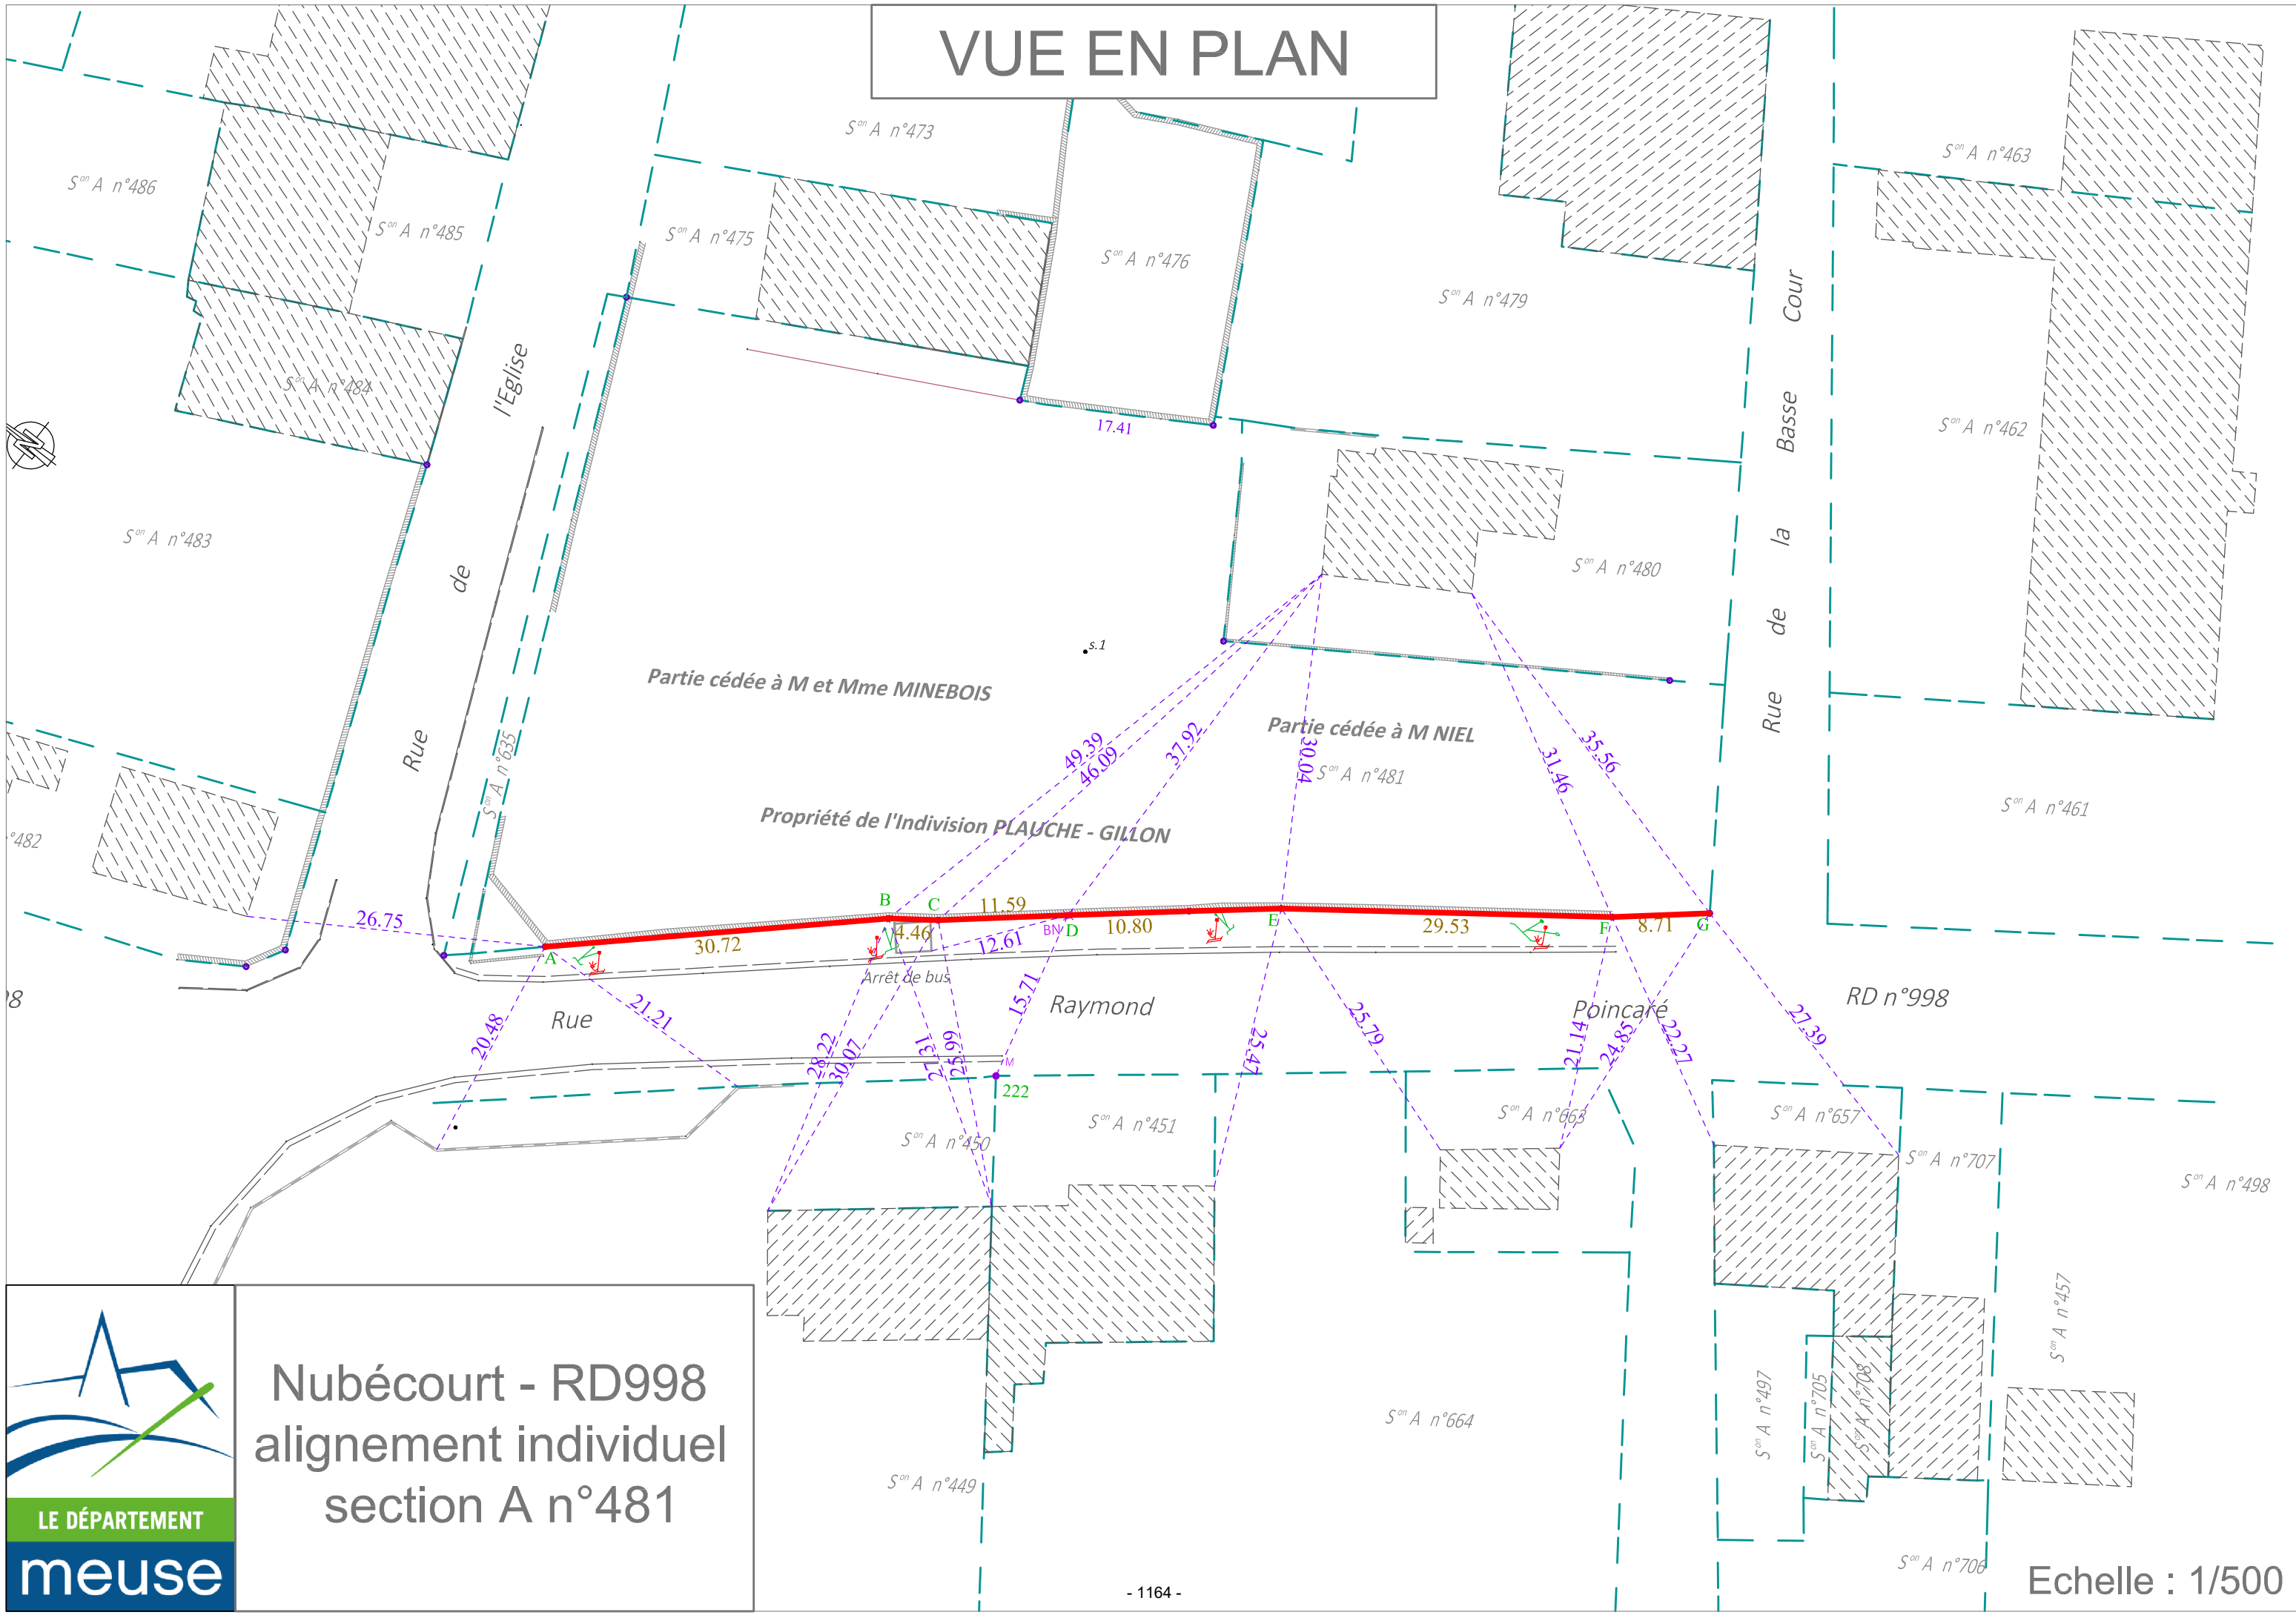 VUE EN PLAN
Sᵒⁿ A n°473
Sᵒⁿ A n°463
Sᵒⁿ A n°486
Sᵒⁿ A n°485
Sᵒⁿ A n°475
Sᵒⁿ A n°476
Sᵒⁿ A n°479
Sᵒⁿ A n°484
Sᵒⁿ A n°462
17.41
Sᵒⁿ A n°483
Sᵒⁿ A n°480
Rue de l'Eglise
Rue de la Basse Cour
s.1
Partie cédée à M et Mme MINEBOIS
Partie cédée à M NIEL
Sᵒⁿ A n°481
Sᵒⁿ A n°635
Sᵒⁿ A n°461
Propriété de l'Indivision PLAUCHE - GILLON
°482
49.39
46.09
37.92
30.04
31.46
35.56
26.75
A
30.72
B
4.46
C
11.59
12.61
BN
D
10.80
E
29.53
F
8.71
G
Arrêt de bus
Rue Raymond Poincaré
RD n°998
98
20.48
21.21
28.22
30.07
27.31
25.99
15.71
25.47
25.79
21.14
24.85
22.27
27.39
M
222
Sᵒⁿ A n°450
Sᵒⁿ A n°451
Sᵒⁿ A n°663
Sᵒⁿ A n°657
Sᵒⁿ A n°707
Sᵒⁿ A n°498
Sᵒⁿ A n°457
Sᵒⁿ A n°497
Sᵒⁿ A n°705
Sᵒⁿ A n°708
Sᵒⁿ A n°664
Sᵒⁿ A n°449
Sᵒⁿ A n°706
LE DÉPARTEMENT
meuse
Nubécourt - RD998
alignement individuel
section A n°481
- 1164 -
Echelle : 1/500